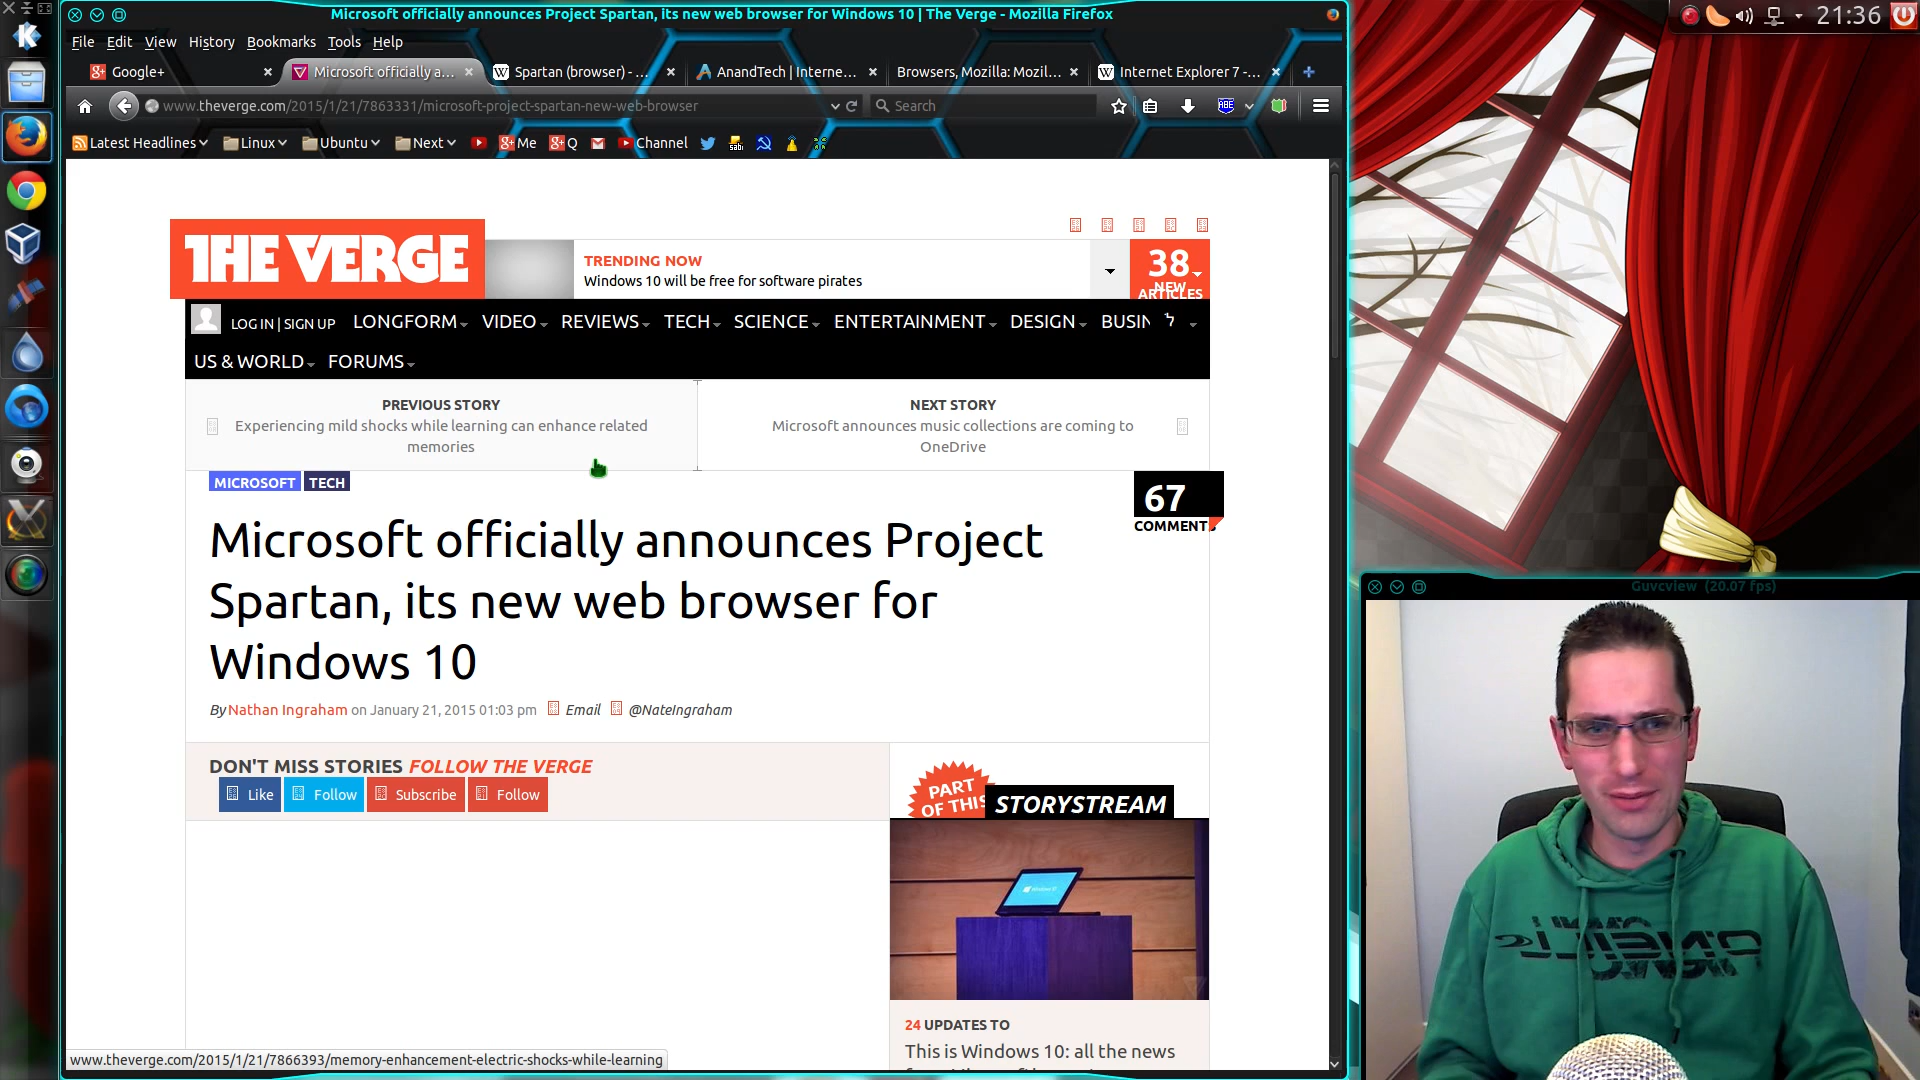 Microsoft officially announces Project Spartan, its new web browser for Windows 10 | The Verge - Mozilla Firefox
21:36
File Edit View History Bookmarks Tools Help
Google+
Microsoft officially a...
Spartan (browser) - ...
AnandTech | Interne...
Browsers, Mozilla: Mozil...
Internet Explorer 7 -...
www.theverge.com/2015/1/21/7863331/microsoft-project-spartan-new-web-browser
Search
ABE
Latest Headlines Linux Ubuntu Next Me Q Channel
THE VERGE
TRENDING NOW
Windows 10 will be free for software pirates
38
NEW
ARTICLES
LOG IN | SIGN UP LONGFORM VIDEO REVIEWS TECH SCIENCE ENTERTAINMENT DESIGN BUSIN
US & WORLD FORUMS
PREVIOUS STORY
Experiencing mild shocks while learning can enhance related
memories
NEXT STORY
Microsoft announces music collections are coming to
OneDrive
MICROSOFT TECH
67
COMMENTS
Microsoft officially announces Project
Spartan, its new web browser for
Windows 10
By Nathan Ingraham on January 21, 2015 01:03 pm Email @NateIngraham
DON'T MISS STORIES FOLLOW THE VERGE
Like Follow Subscribe Follow
PART
OF THIS
STORYSTREAM
24 UPDATES TO
This is Windows 10: all the news
www.theverge.com/2015/1/21/7866393/memory-enhancement-electric-shocks-while-learning
Guvcview (20.07 fps)
O'NEILL